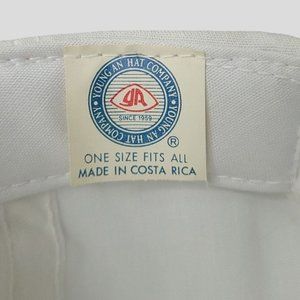 YOUNG AN HAT COMPANY · YOUNG AN HAT COMPANY ·
YA
SINCE 1959
®
ONE SIZE FITS ALL
MADE IN COSTA RICA